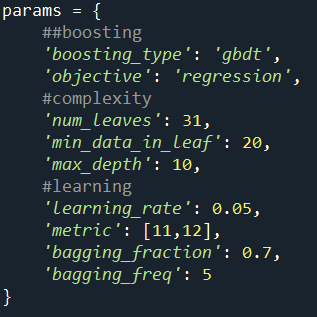 params = {
##boosting
'boosting_type': 'gbdt',
'objective': 'regression',
#complexity
'num_leaves': 31,
'min_data_in_leaf': 20,
'max_depth': 10,
#learning
'learning_rate': 0.05,
'metric': [11,12],
'bagging_fraction': 0.7,
'bagging_freq': 5
}